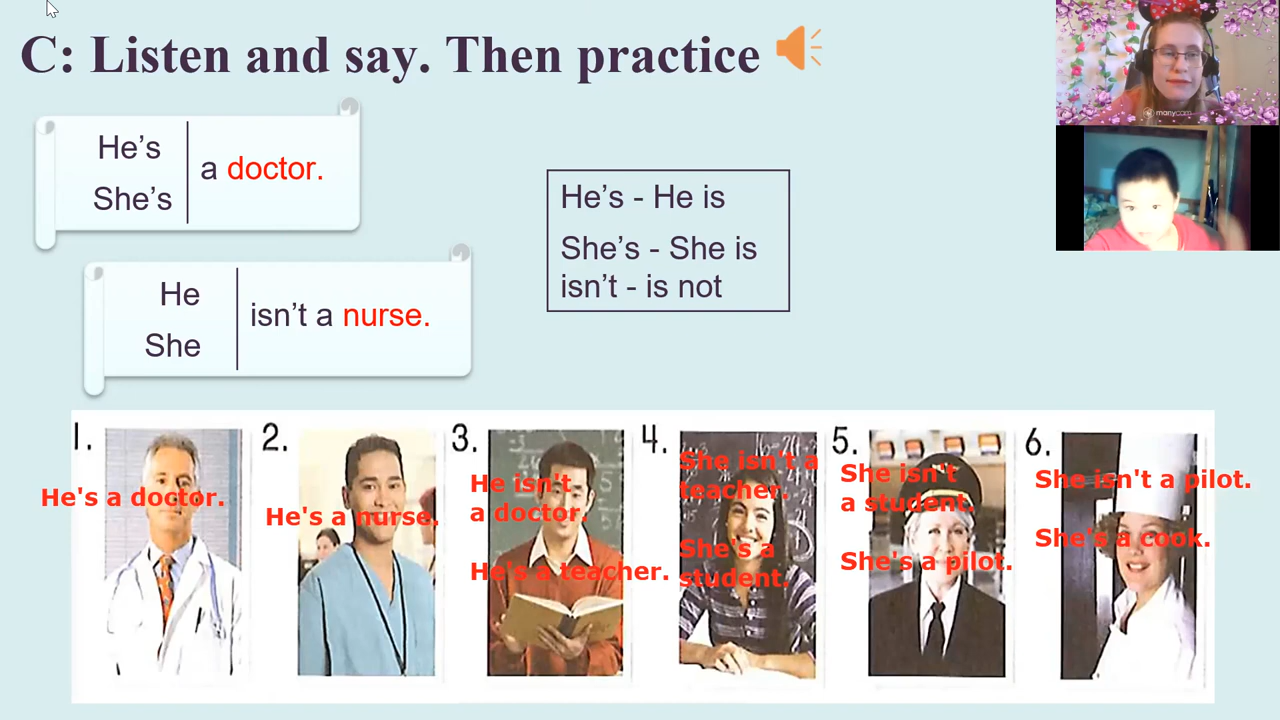 C: Listen and say. Then practice
He's
She's
a doctor.
He's - He is
She's - She is
isn't - is not
He
She
isn't a nurse.
1.
He's a doctor.
2.
He's a nurse.
3.
He isn't
a doctor.
He's a teacher.
4.
She isn't a
teacher.
She's a
student.
5.
She isn't
a student.
She's a pilot.
6.
She isn't a pilot.
She's a cook.
manycam